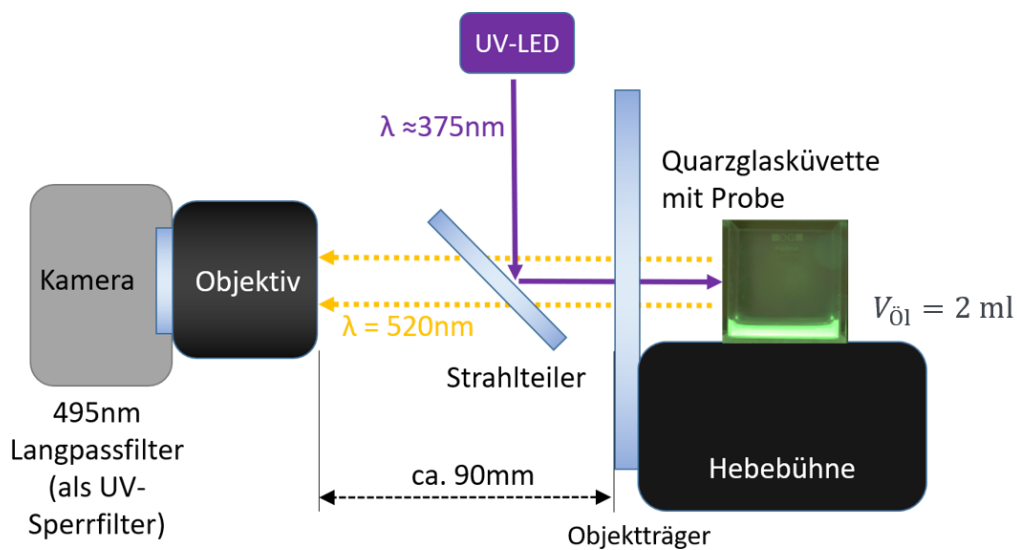 UV-LED
λ ≈375nm
Quarzglasküvette
mit Probe
Kamera
Objektiv
λ = 520nm
V_Öl = 2 ml
Strahlteiler
495nm
Langpassfilter
(als UV-
Sperrfilter)
ca. 90mm
Hebebühne
Objektträger